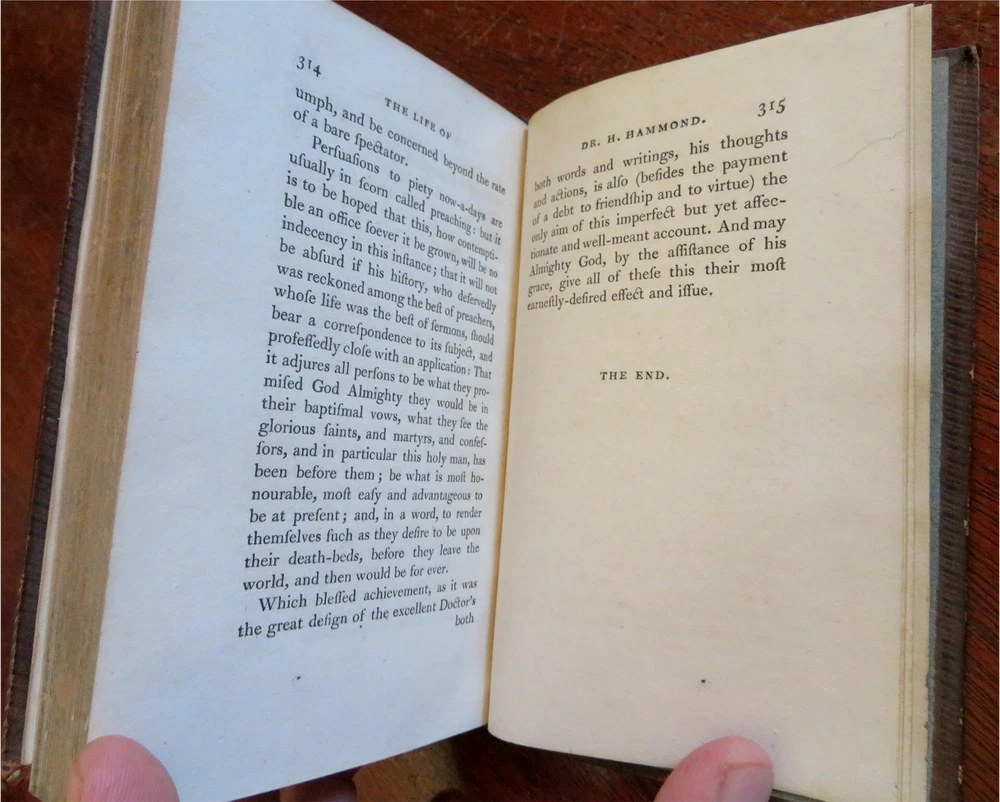 314
THE LIFE OF
umph, and be concerned beyond the rate
of a bare ſpectator.
Perſuaſions to piety now-a-days are
uſually in ſcorn called preaching: but it
is to be hoped that this, how contempti-
ble an office ſoever it be grown, will be no
indecency in this inſtance; that it will not
be abſurd if his hiſtory, who deſervedly
was reckoned among the beſt of preachers,
whoſe life was the beſt of ſermons, ſhould
bear a correſpondence to its ſubject, and
profeſſedly cloſe with an application: That
it adjures all perſons to be what they pro-
miſed God Almighty they would be in
their baptiſmal vows, what they ſee the
glorious ſaints, and martyrs, and confeſ-
ſors, and in particular this holy man, has
been before them; be what is moſt ho-
nourable, moſt eaſy and advantageous to
be at preſent; and, in a word, to render
themſelves ſuch as they deſire to be upon
their death-beds, before they leave the
world, and then would be for ever.
Which bleſſed achievement, as it was
the great deſign of the excellent Doctor's
both
DR. H. HAMMOND.
315
both words and writings, his thoughts
and actions, is alſo (beſides the payment
of a debt to friendſhip and to virtue) the
only aim of this imperfect but yet affec-
tionate and well-meant account. And may
Almighty God, by the aſſiſtance of his
grace, give all of theſe this their moſt
earneſtly-deſired effect and iſſue.
THE END.